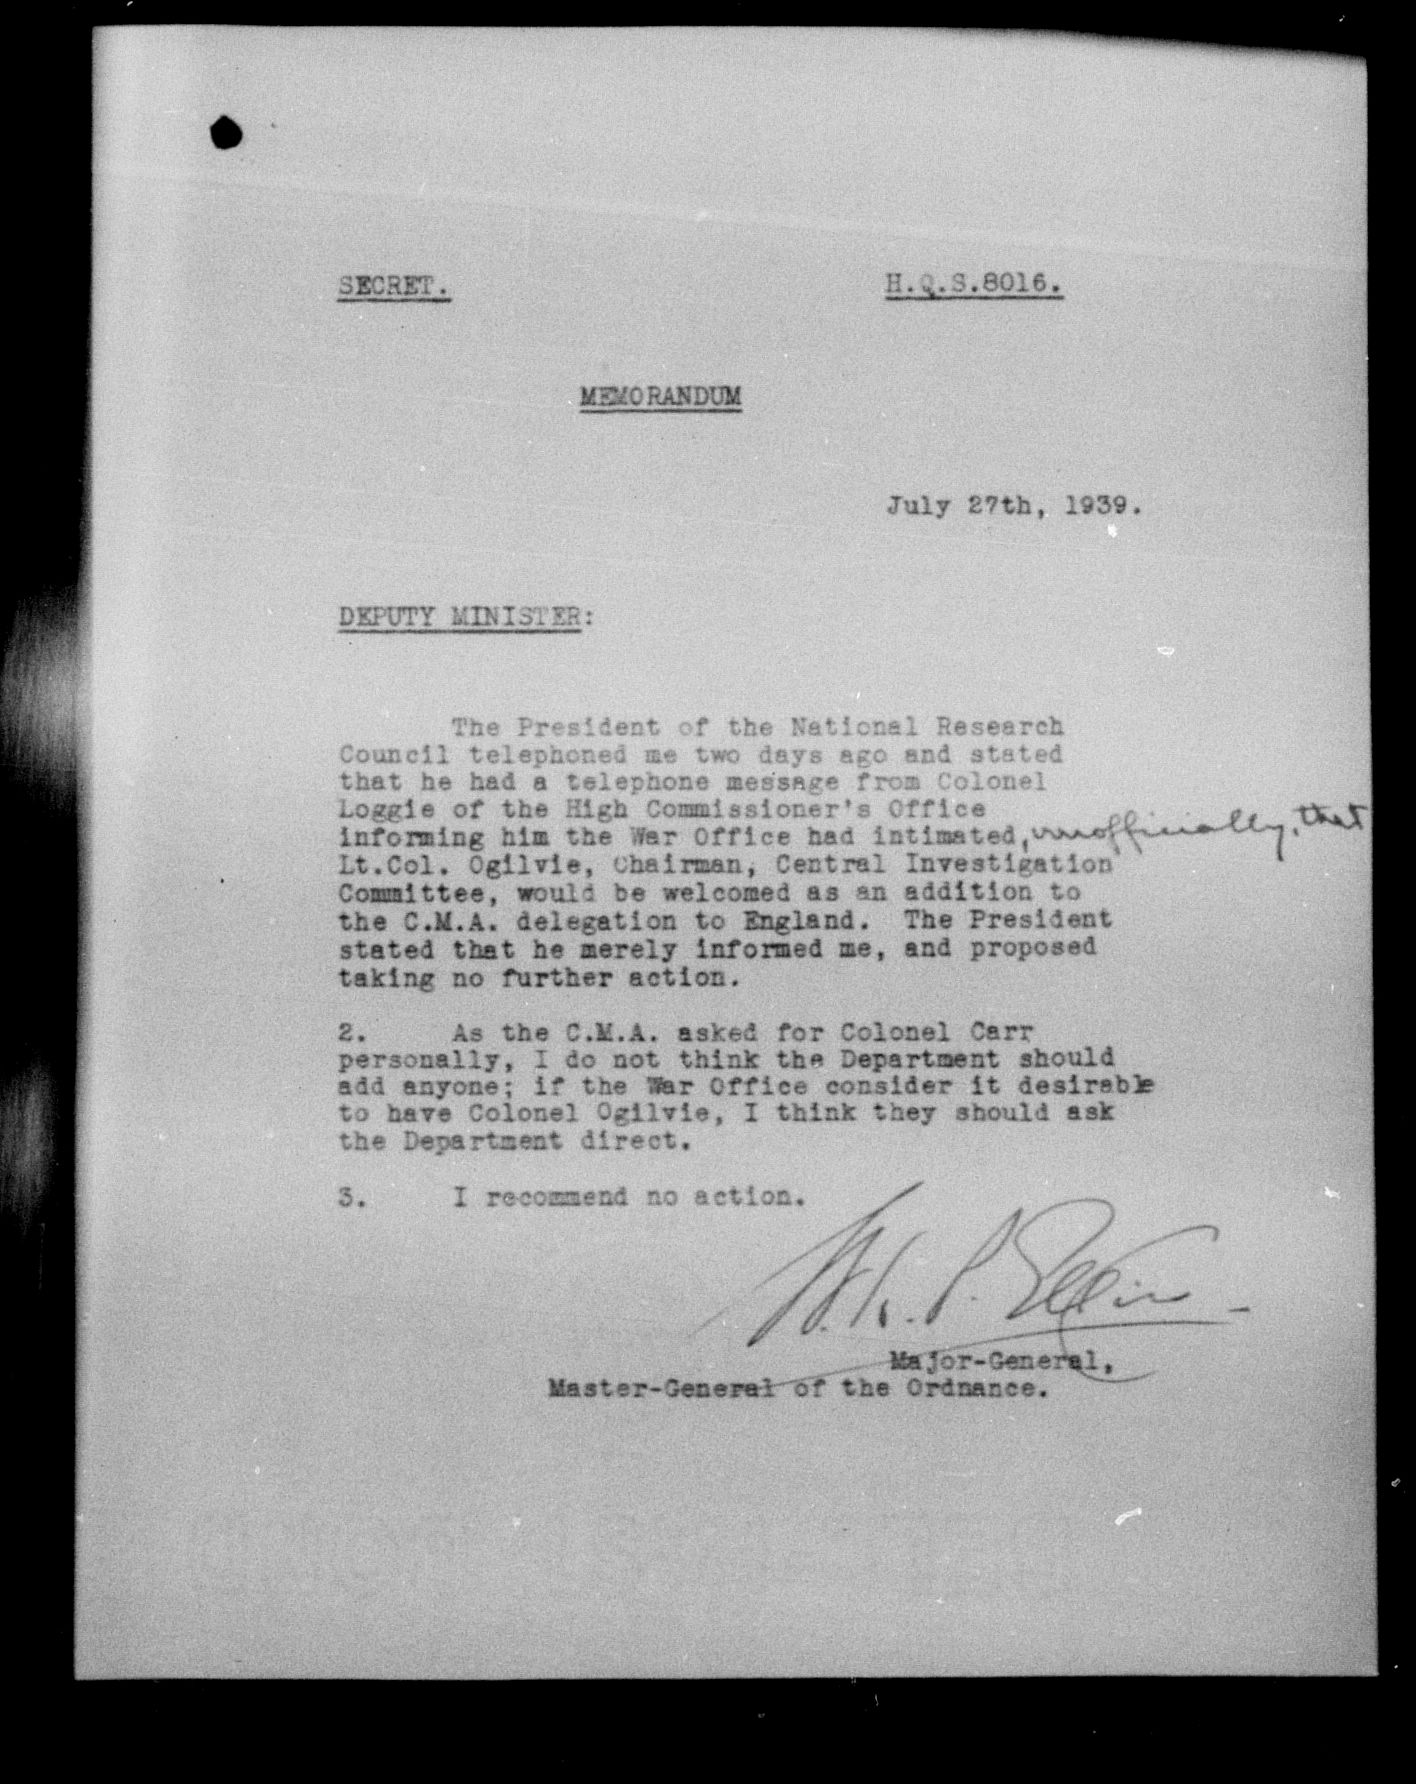 SECRET.
H.Q.S.8016.
MEMORANDUM
July 27th, 1939.
DEPUTY MINISTER:
The President of the National Research
Council telephoned me two days ago and stated
that he had a telephone message from Colonel
Loggie of the High Commissioner's Office
informing him the War Office had intimated, unofficially, that
Lt.Col. Ogilvie, Chairman, Central Investigation
Committee, would be welcomed as an addition to
the C.M.A. delegation to England. The President
stated that he merely informed me, and proposed
taking no further action.
2. As the C.M.A. asked for Colonel Carr
personally, I do not think the Department should
add anyone; if the War Office consider it desirable
to have Colonel Ogilvie, I think they should ask
the Department direct.
3. I recommend no action.
Major-General,
Master-General of the Ordnance.